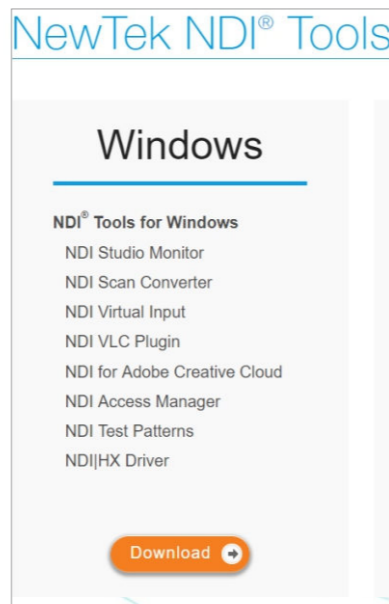 NewTek NDI® Tools
Windows
NDI® Tools for Windows
NDI Studio Monitor
NDI Scan Converter
NDI Virtual Input
NDI VLC Plugin
NDI for Adobe Creative Cloud
NDI Access Manager
NDI Test Patterns
NDI|HX Driver
Download